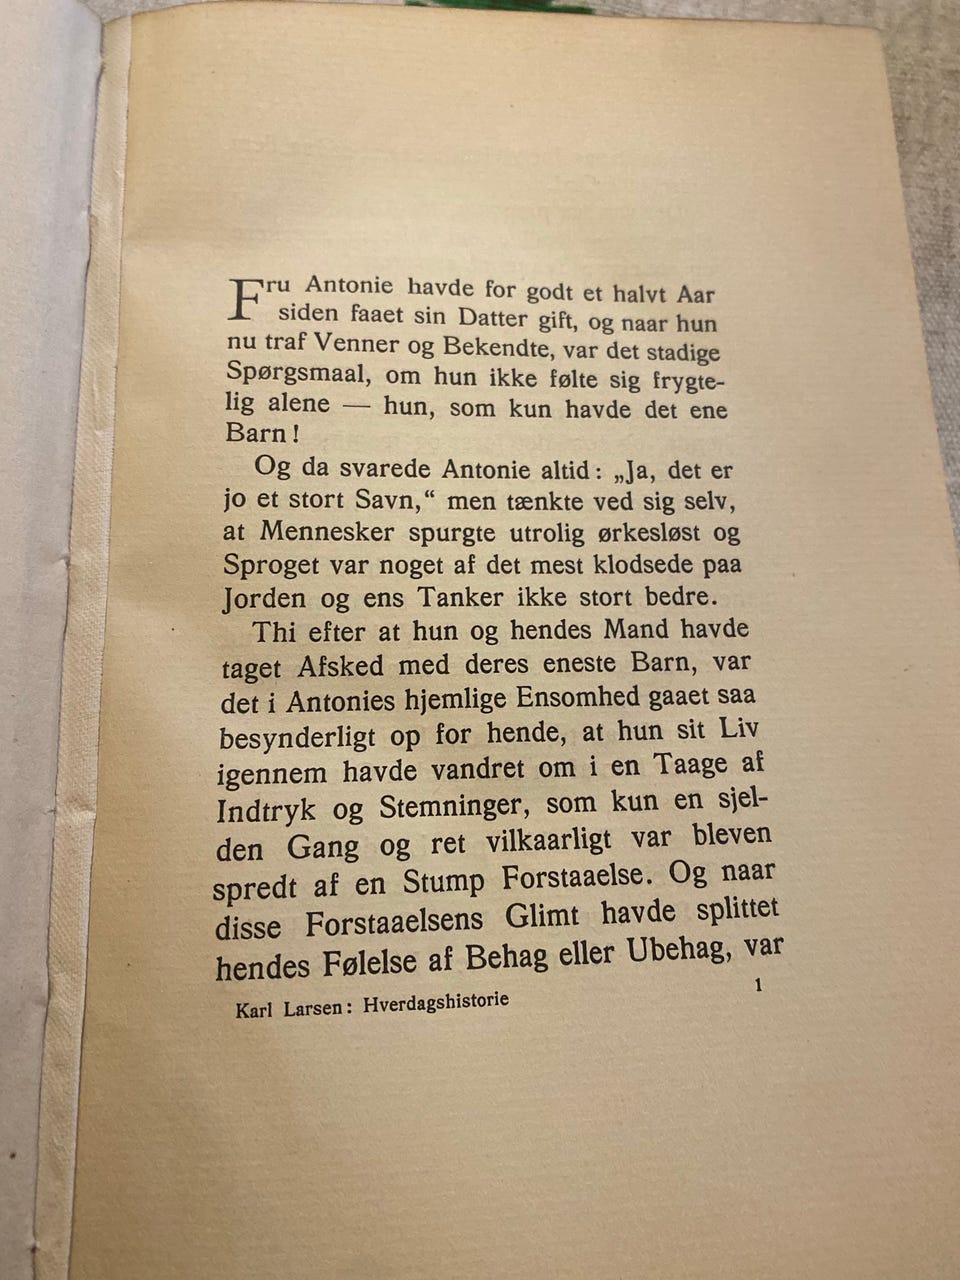 Fru Antonie havde for godt et halvt Aar
siden faaet sin Datter gift, og naar hun
nu traf Venner og Bekendte, var det stadige
Spørgsmaal, om hun ikke følte sig frygte-
lig alene — hun, som kun havde det ene
Barn!
Og da svarede Antonie altid: „Ja, det er
jo et stort Savn,“ men tænkte ved sig selv,
at Mennesker spurgte utrolig ørkesløst og
Sproget var noget af det mest klodsede paa
Jorden og ens Tanker ikke stort bedre.
Thi efter at hun og hendes Mand havde
taget Afsked med deres eneste Barn, var
det i Antonies hjemlige Ensomhed gaaet saa
besynderligt op for hende, at hun sit Liv
igennem havde vandret om i en Taage af
Indtryk og Stemninger, som kun en sjel-
den Gang og ret vilkaarligt var bleven
spredt af en Stump Forstaaelse. Og naar
disse Forstaaelsens Glimt havde splittet
hendes Følelse af Behag eller Ubehag, var
Karl Larsen: Hverdagshistorie 1